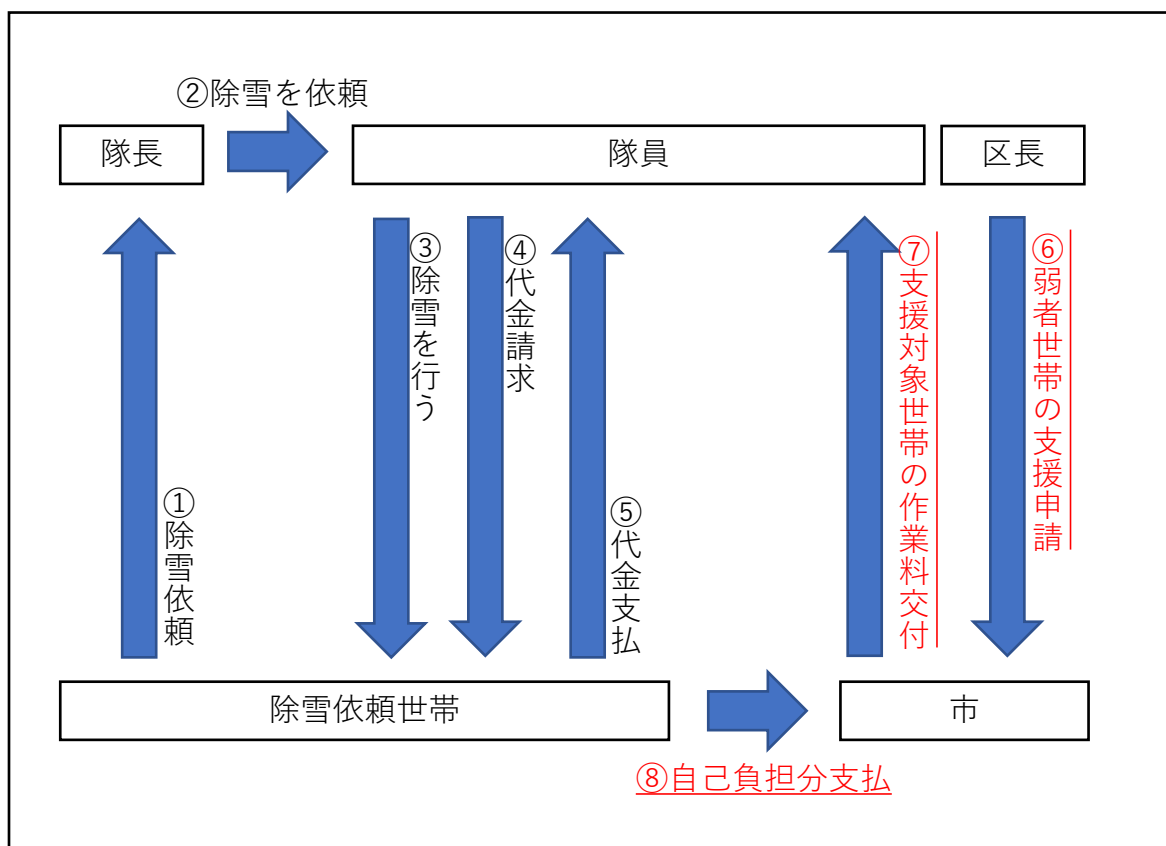 ②除雪を依頼
隊長
隊員
区長
①除雪依頼
③除雪を行う
④代金請求
⑤代金支払
⑦支援対象世帯の作業料交付
⑥弱者世帯の支援申請
除雪依頼世帯
市
⑧自己負担分支払